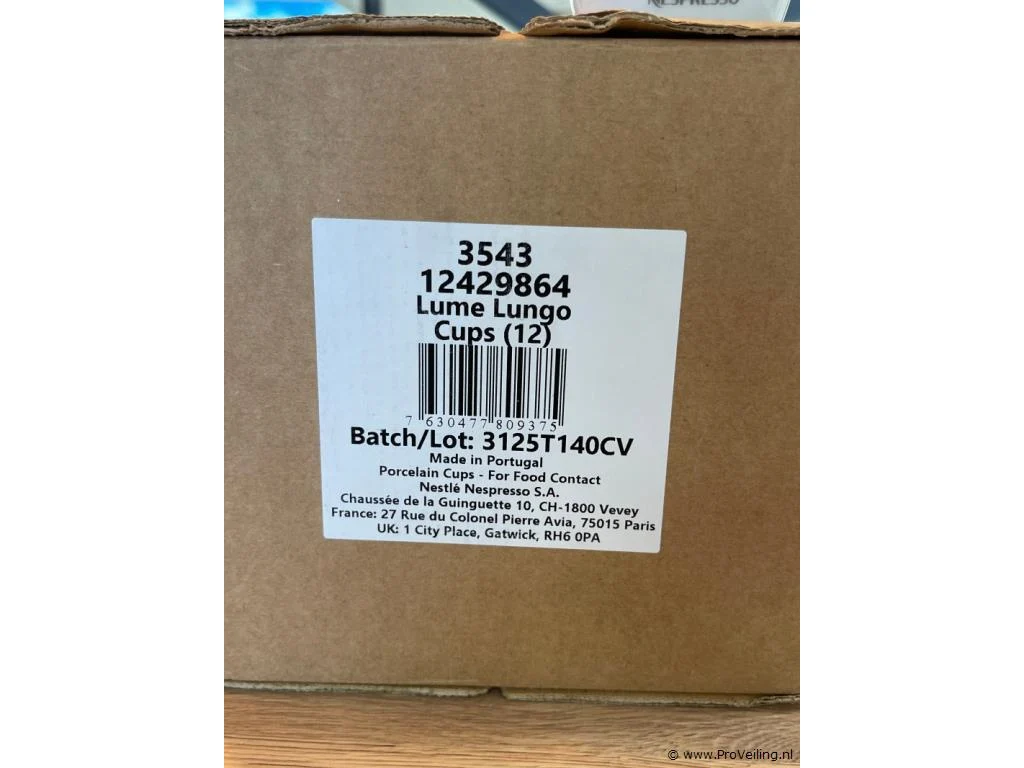 NESPRESSO
3543
12429864
Lume Lungo
Cups (12)
7 630477 809375
Batch/Lot: 3125T140CV
Made in Portugal
Porcelain Cups - For Food Contact
Nestlé Nespresso S.A.
Chaussée de la Guinguette 10, CH-1800 Vevey
France: 27 Rue du Colonel Pierre Avia, 75015 Paris
UK: 1 City Place, Gatwick, RH6 0PA
© www.ProVeiling.nl